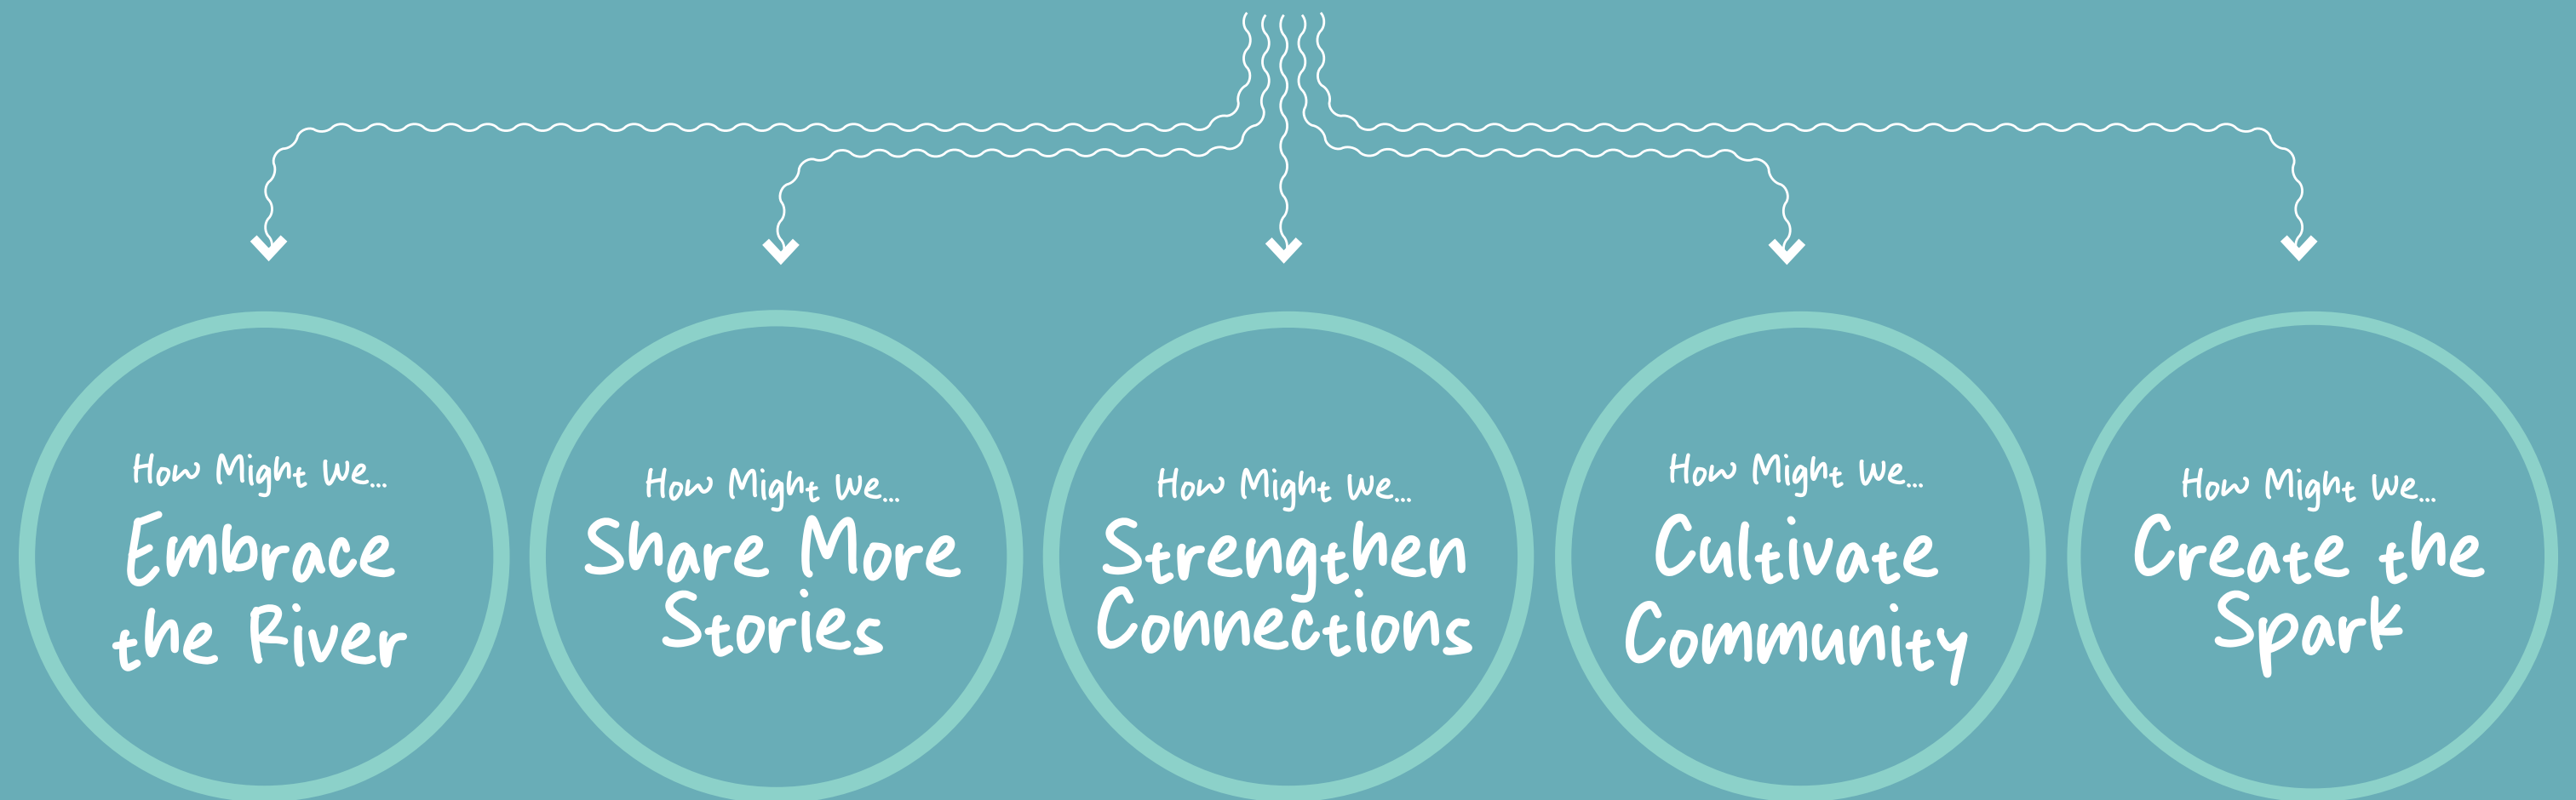 How Might We...
Embrace
the River
How Might We...
Share More
Stories
How Might We...
Strengthen
Connections
How Might We...
Cultivate
Community
How Might We...
Create the
Spark